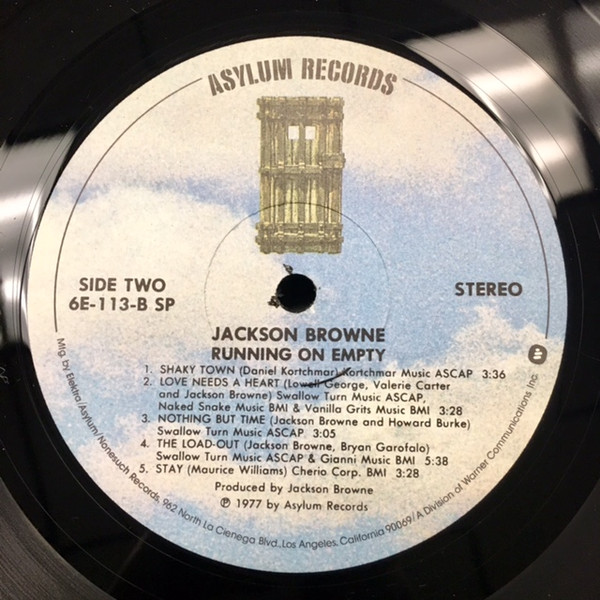 ASYLUM RECORDS
SIDE TWO
6E-113-B SP
STEREO
JACKSON BROWNE
RUNNING ON EMPTY
1. SHAKY TOWN (Daniel Kortchmar) Kortchmar Music ASCAP 3:36
2. LOVE NEEDS A HEART (Lowell George, Valerie Carter
and Jackson Browne) Swallow Turn Music ASCAP,
Naked Snake Music BMI & Vanilla Grits Music BMI 3:28
3. NOTHING BUT TIME (Jackson Browne and Howard Burke)
Swallow Turn Music ASCAP 3:05
4. THE LOAD-OUT (Jackson Browne, Bryan Garofalo)
Swallow Turn Music ASCAP & Gianni Music BMI 5:38
5. STAY (Maurice Williams) Cherio Corp. BMI 3:28
Produced by Jackson Browne
℗ 1977 by Asylum Records
Mfg. by Elektra/Asylum/Nonesuch Records, 962 North La Cienega Blvd., Los Angeles, California 90069/A Division of Warner Communications Inc.